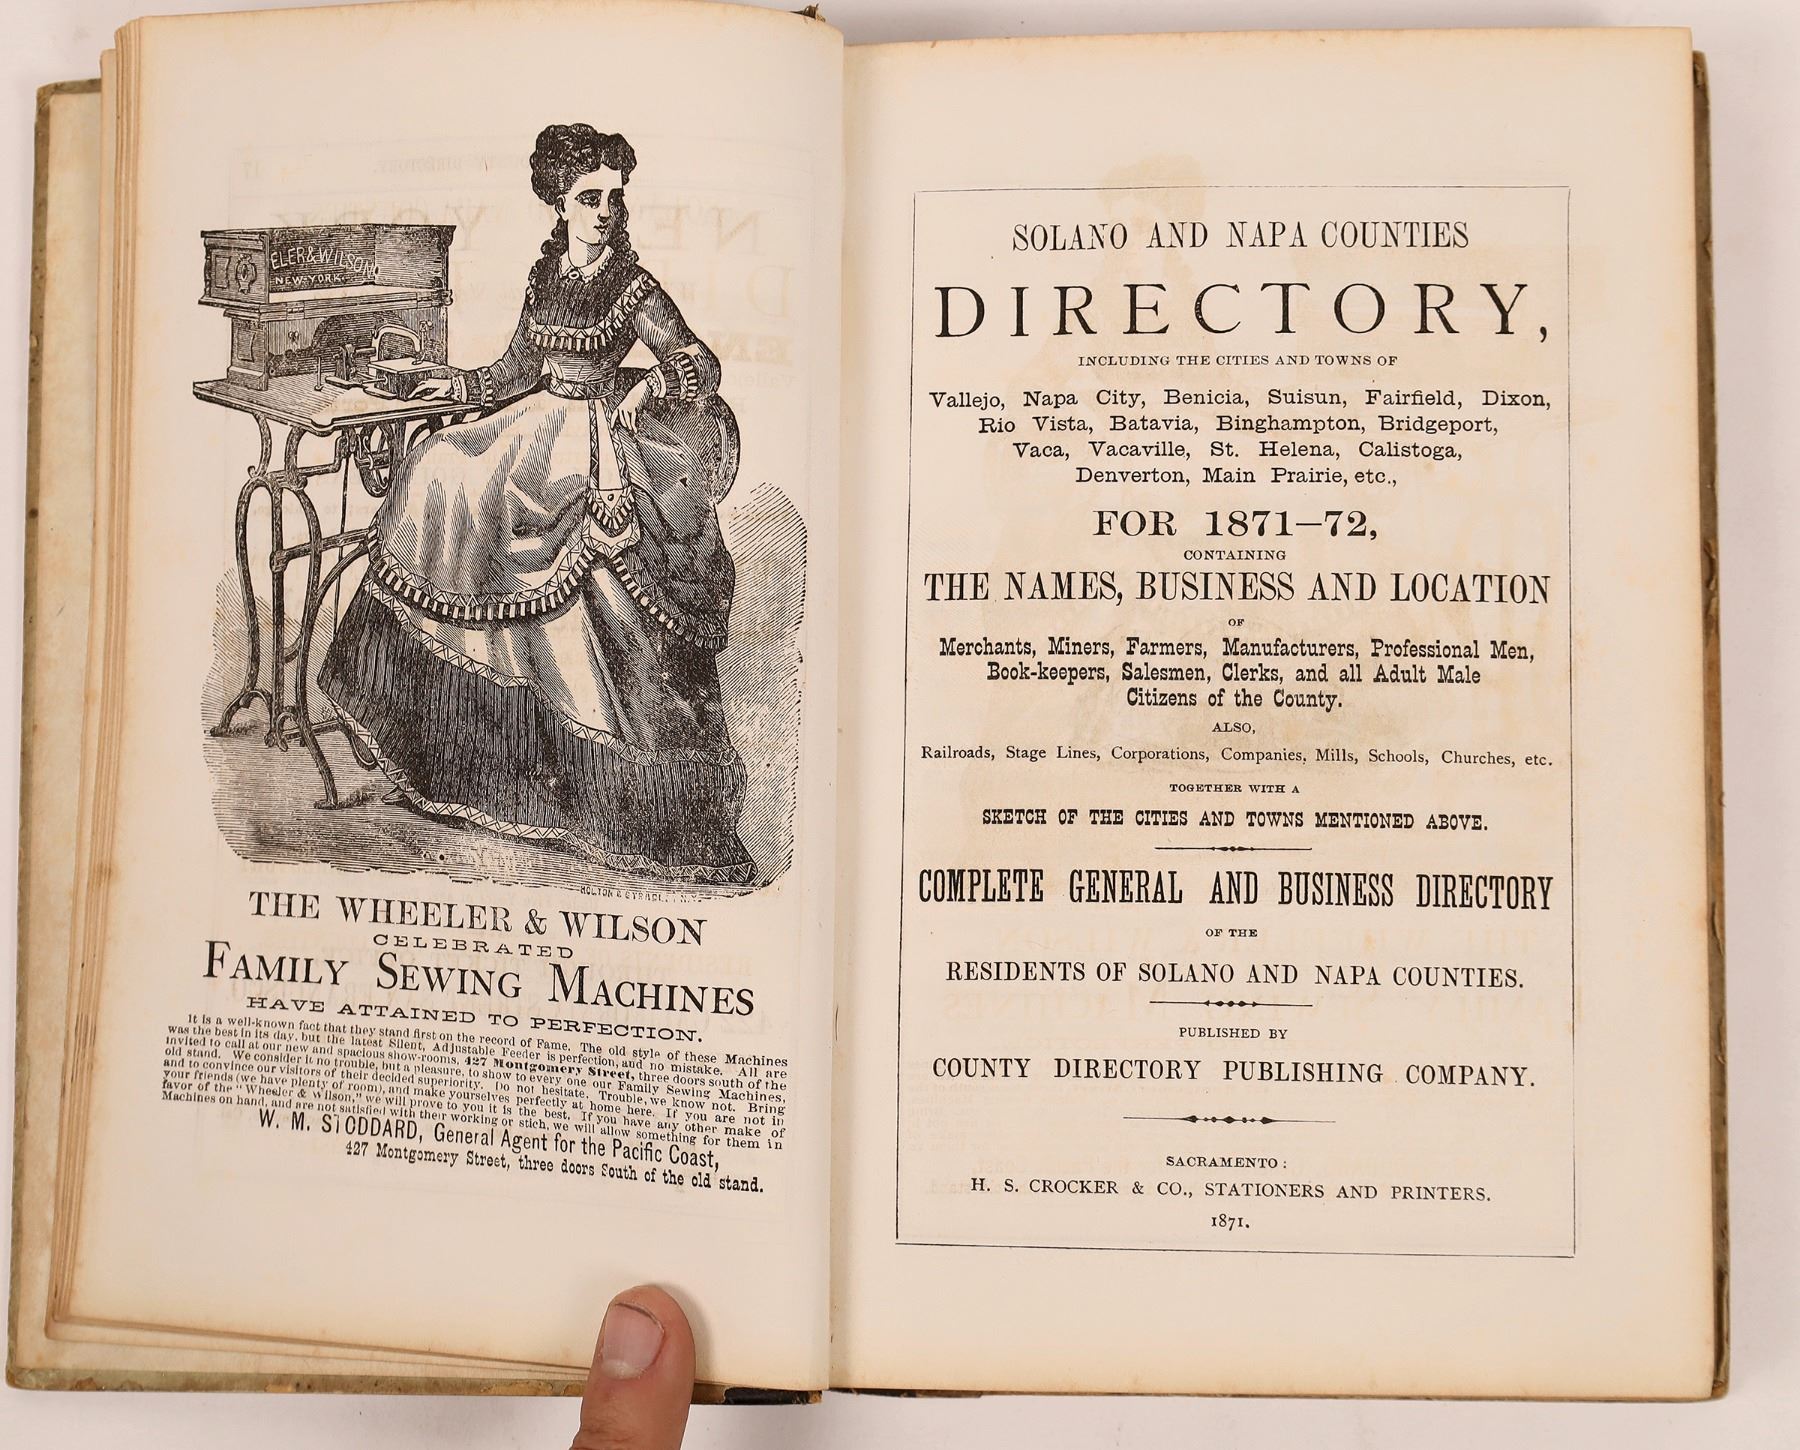 ELER & WILSON
NEW-YORK.
THE WHEELER & WILSON
CELEBRATED
FAMILY SEWING MACHINES
HAVE ATTAINED TO PERFECTION.
It is a well-known fact that they stand first on the record of Fame. The old style of these Machines
was the best in its day, but the latest Silent, Adjustable Feeder is perfection, and no mistake. All are
invited to call at our new and spacious show-rooms, 427 Montgomery Street, three doors south of the
old stand. We consider it no trouble, but a pleasure, to show to every one our Family Sewing Machines,
and to convince our visitors of their decided superiority. Do not hesitate. Trouble, we know not. Bring
your friends (we have plenty of room), and make yourselves perfectly at home here. If you are not in
favor of the "Wheeler & Wilson," we will prove to you it is the best. If you have any other make of
Machines on hand, and are not satisfied with their working or stich, we will allow something for them in
W. M. STODDARD, General Agent for the Pacific Coast,
427 Montgomery Street, three doors South of the old stand.
SOLANO AND NAPA COUNTIES
DIRECTORY,
INCLUDING THE CITIES AND TOWNS OF
Vallejo, Napa City, Benicia, Suisun, Fairfield, Dixon,
Rio Vista, Batavia, Binghampton, Bridgeport,
Vaca, Vacaville, St. Helena, Calistoga,
Denverton, Main Prairie, etc.,
FOR 1871–72,
CONTAINING
THE NAMES, BUSINESS AND LOCATION
OF
Merchants, Miners, Farmers, Manufacturers, Professional Men,
Book-keepers, Salesmen, Clerks, and all Adult Male
Citizens of the County.
ALSO,
Railroads, Stage Lines, Corporations, Companies, Mills, Schools, Churches, etc.
TOGETHER WITH A
SKETCH OF THE CITIES AND TOWNS MENTIONED ABOVE.
COMPLETE GENERAL AND BUSINESS DIRECTORY
OF THE
RESIDENTS OF SOLANO AND NAPA COUNTIES.
PUBLISHED BY
COUNTY DIRECTORY PUBLISHING COMPANY.
SACRAMENTO:
H. S. CROCKER & CO., STATIONERS AND PRINTERS.
1871.